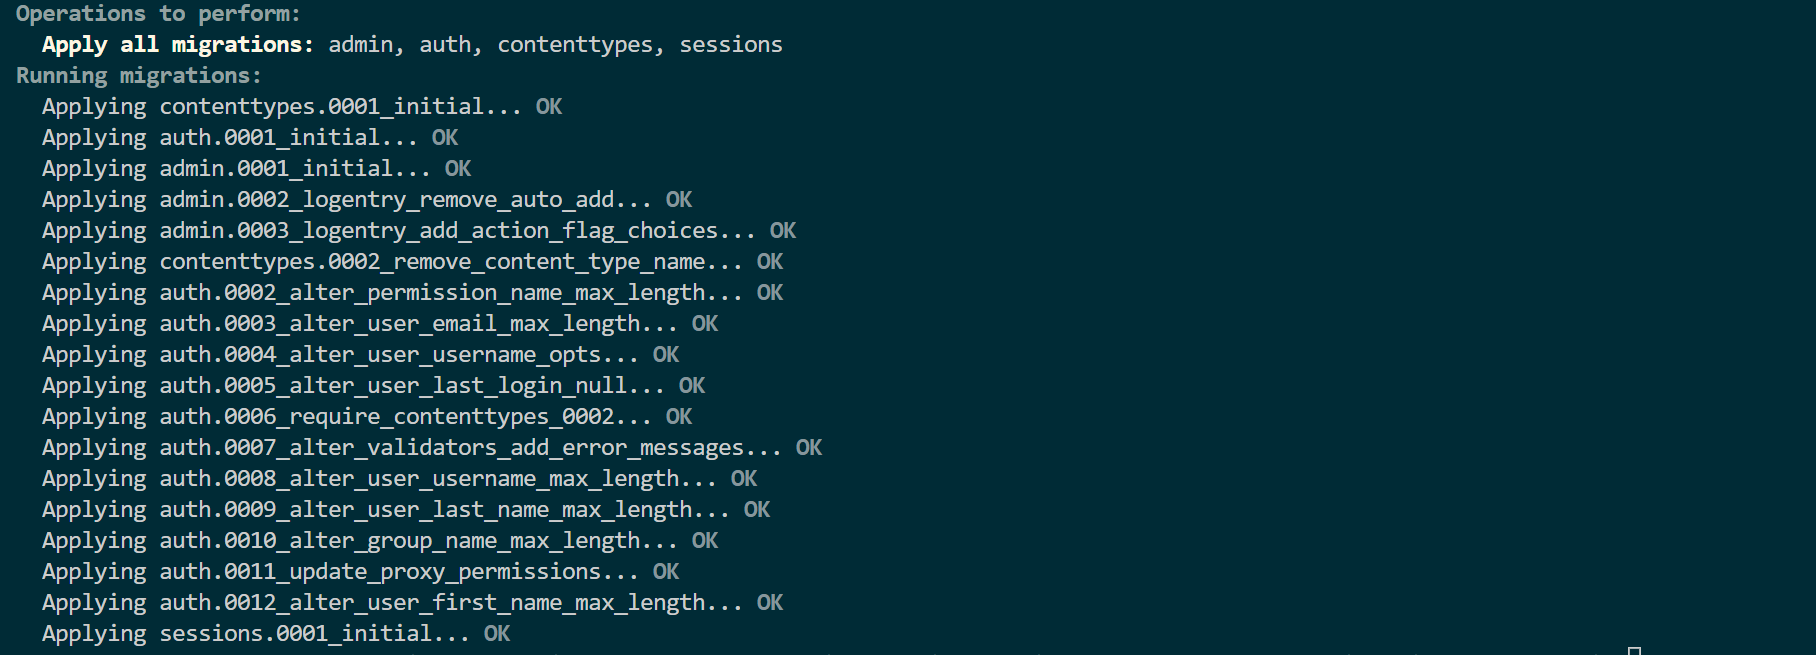 Operations to perform:
Apply all migrations: admin, auth, contenttypes, sessions
Running migrations:
Applying contenttypes.0001_initial... OK
Applying auth.0001_initial... OK
Applying admin.0001_initial... OK
Applying admin.0002_logentry_remove_auto_add... OK
Applying admin.0003_logentry_add_action_flag_choices... OK
Applying contenttypes.0002_remove_content_type_name... OK
Applying auth.0002_alter_permission_name_max_length... OK
Applying auth.0003_alter_user_email_max_length... OK
Applying auth.0004_alter_user_username_opts... OK
Applying auth.0005_alter_user_last_login_null... OK
Applying auth.0006_require_contenttypes_0002... OK
Applying auth.0007_alter_validators_add_error_messages... OK
Applying auth.0008_alter_user_username_max_length... OK
Applying auth.0009_alter_user_last_name_max_length... OK
Applying auth.0010_alter_group_name_max_length... OK
Applying auth.0011_update_proxy_permissions... OK
Applying auth.0012_alter_user_first_name_max_length... OK
Applying sessions.0001_initial... OK